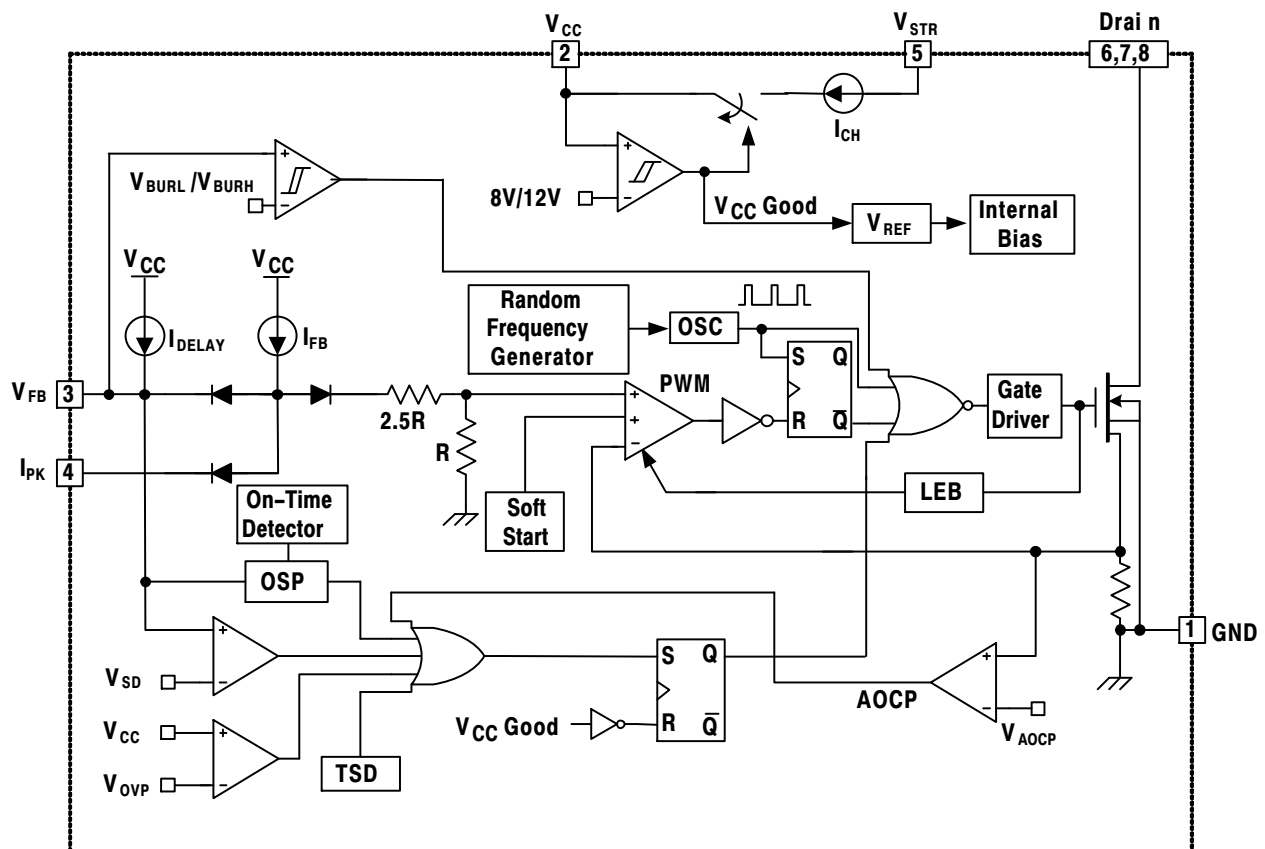 VCC
VSTR
Drain
2
5
6,7,8
ICH
+
−
8V/12V
VCC Good
VREF
Internal
Bias
+
−
VBURL /VBURH
VCC
VCC
IDELAY
IFB
Random
Frequency
Generator
OSC
S
Q
R
Q
PWM
+
+
−
VFB
3
2.5R
R
IPK
4
Gate
Driver
LEB
Soft
Start
On−Time
Detector
OSP
+
−
VSD
VCC
VOVP
+
−
TSD
S
Q
R
Q
VCC Good
AOCP
+
−
VAOCP
1
GND